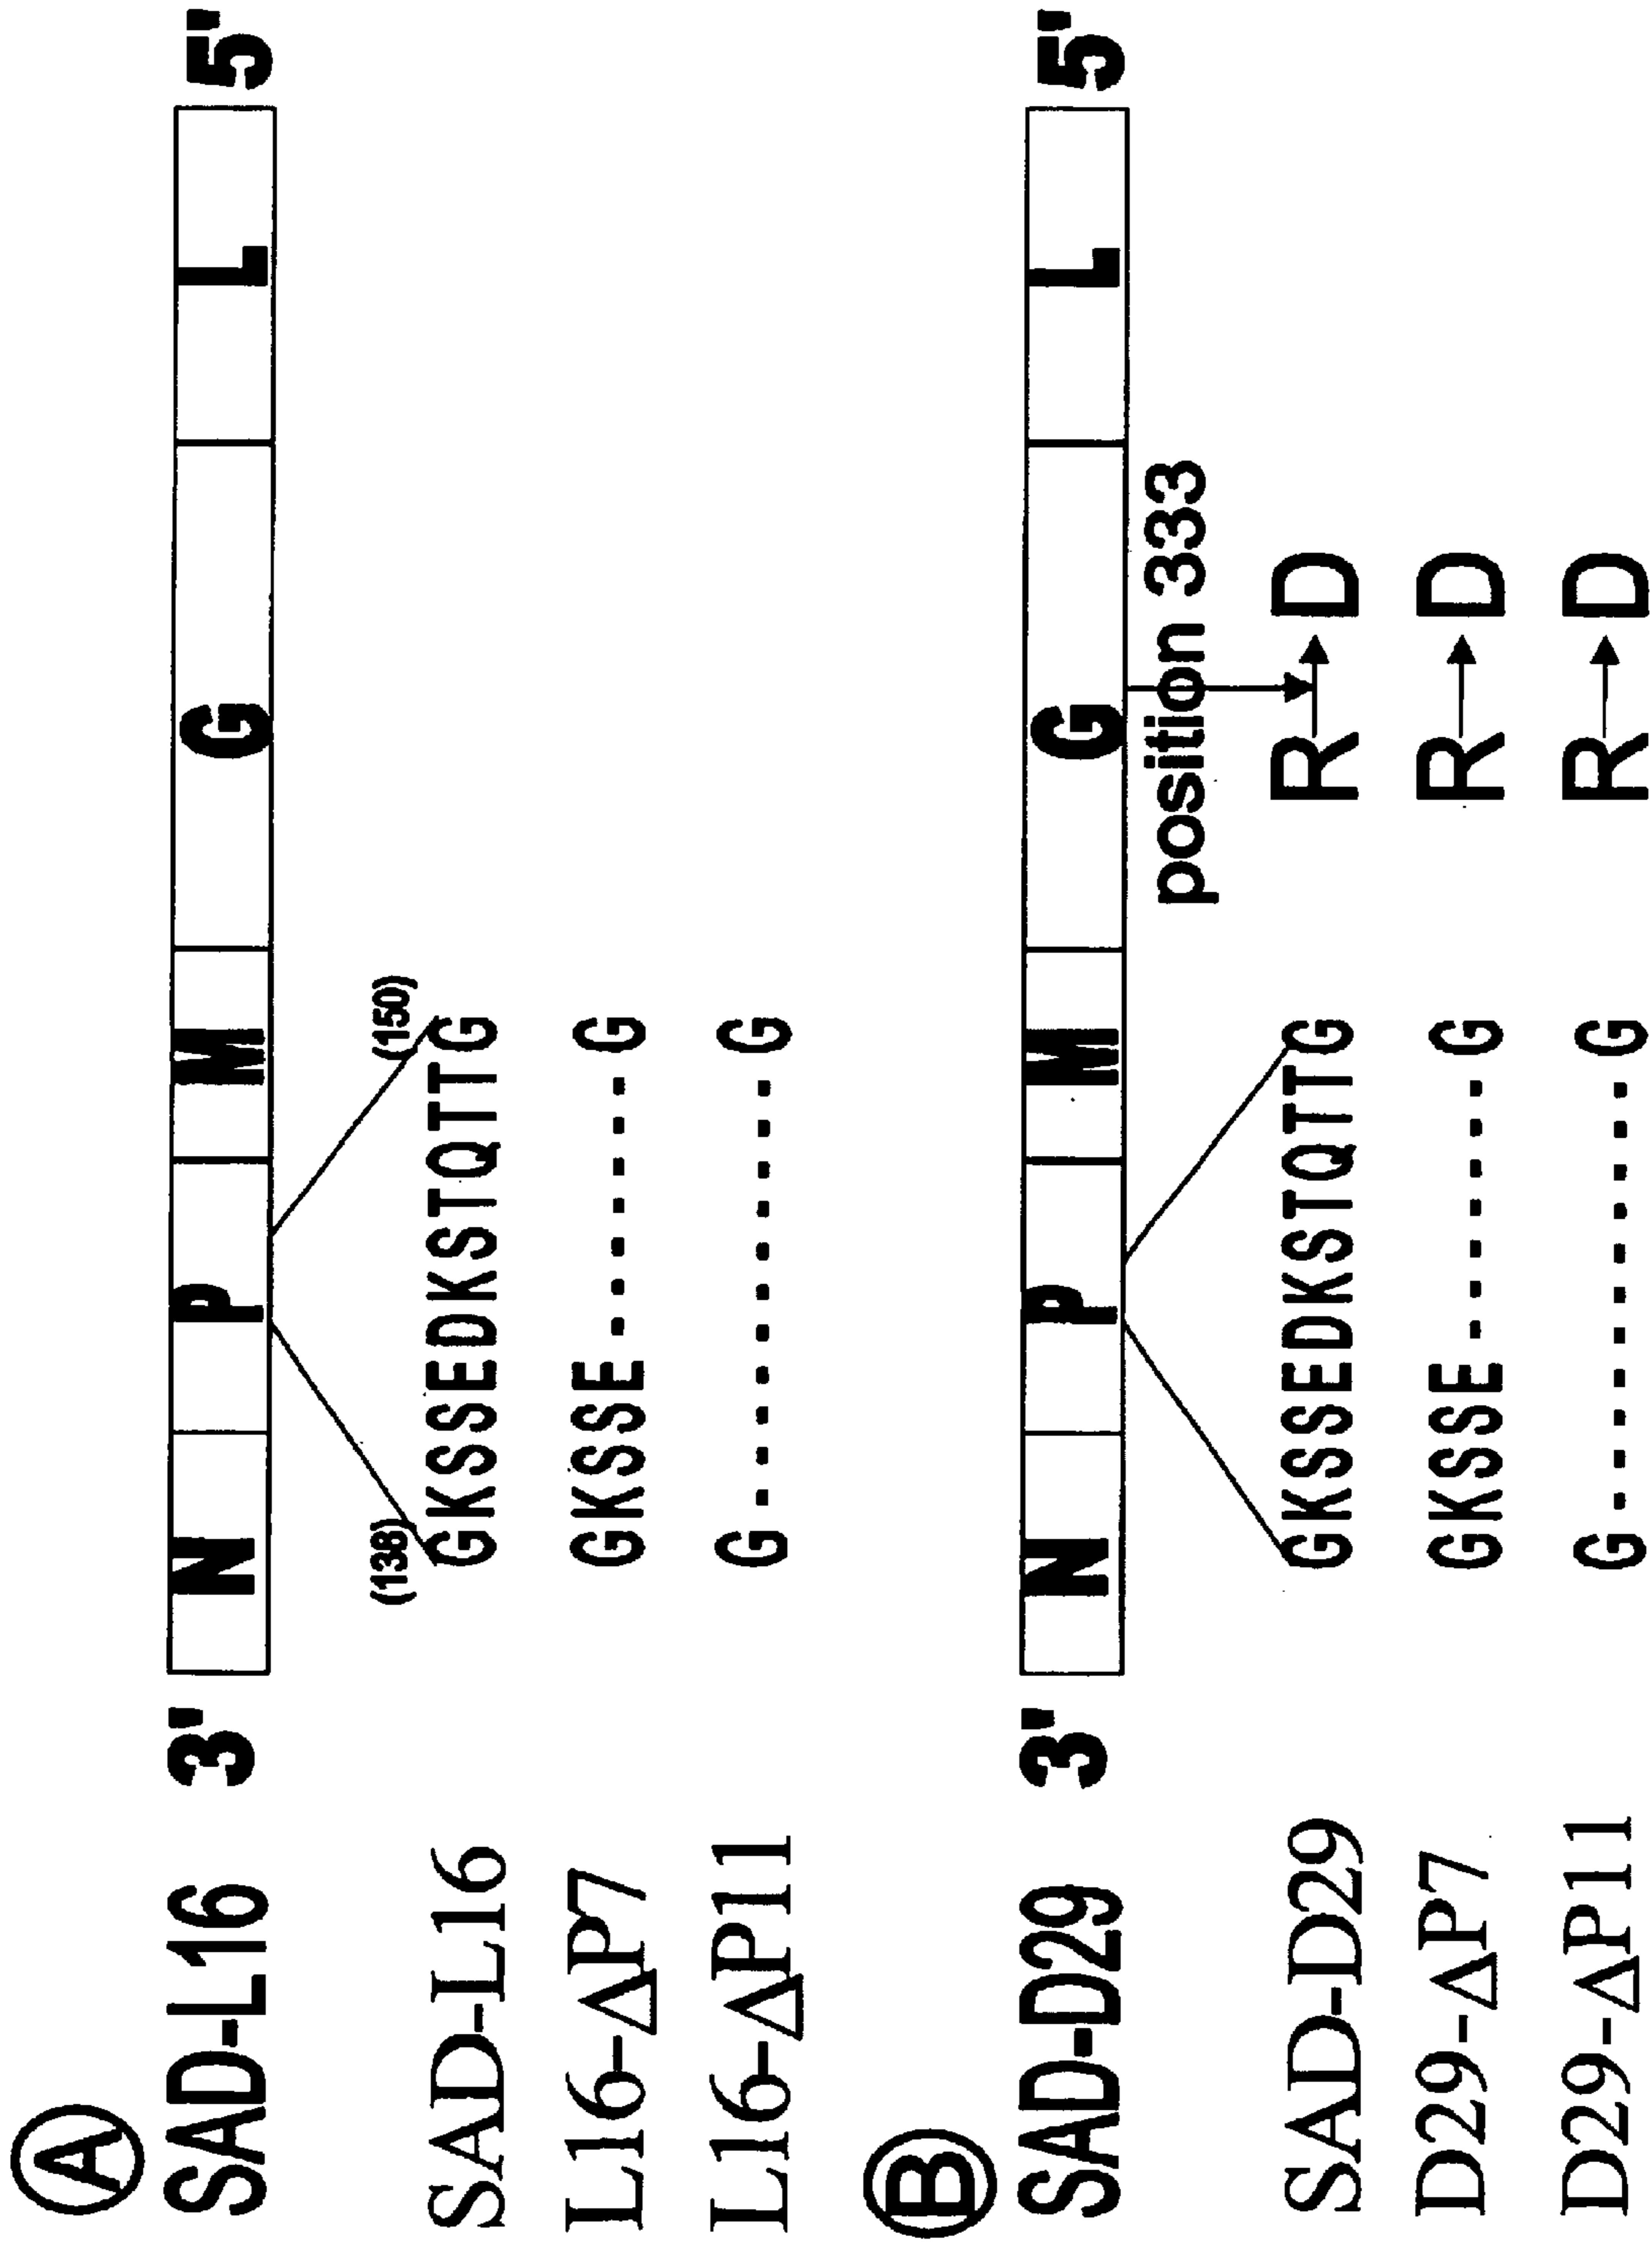 A
SAD-L16 3' N P M G L 5'
(138) (150)
SAD-L16 GKSSEDKSTQTTG
L16-ΔP7 GKSSE-------G
L16-ΔP11 G-----------G
B
SAD-D29 3' N P M G L 5'
position 333
SAD-D29 GKSSEDKSTQTTG R→D
D29-ΔP7 GKSSE-------G R→D
D29-ΔP11 G-----------G R→D